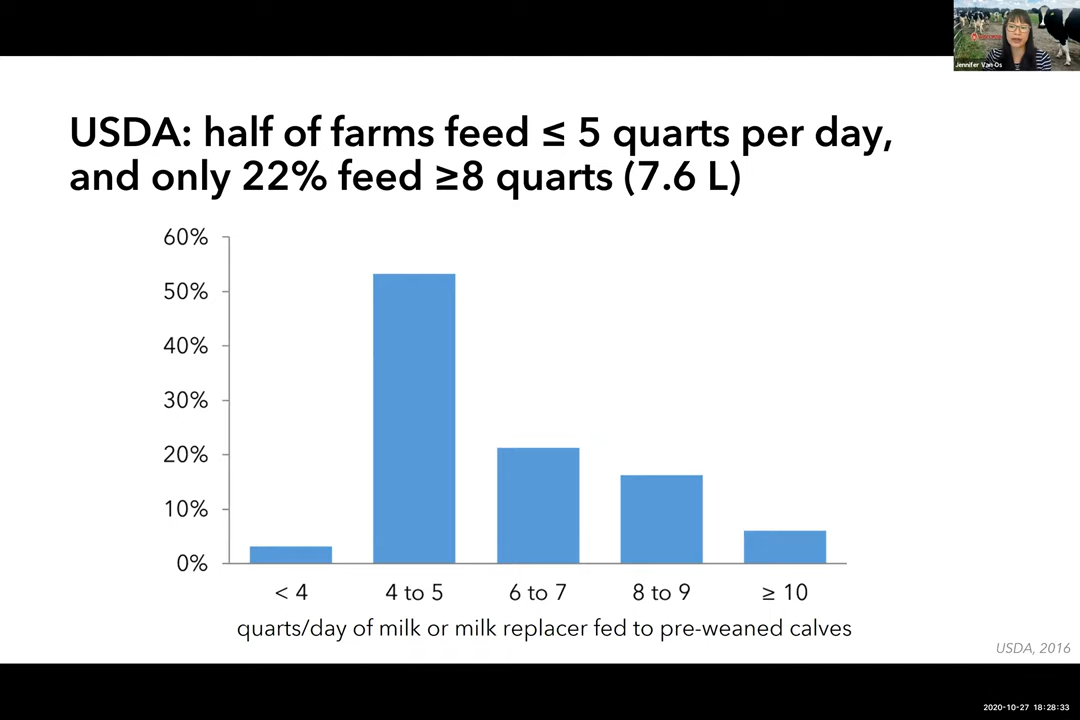 Jennifer Van Os
USDA: half of farms feed ≤ 5 quarts per day,
and only 22% feed ≥8 quarts (7.6 L)
60%
50%
40%
30%
20%
10%
0%
< 4
4 to 5
6 to 7
8 to 9
≥ 10
quarts/day of milk or milk replacer fed to pre-weaned calves
USDA, 2016
2020-10-27 18:28:33